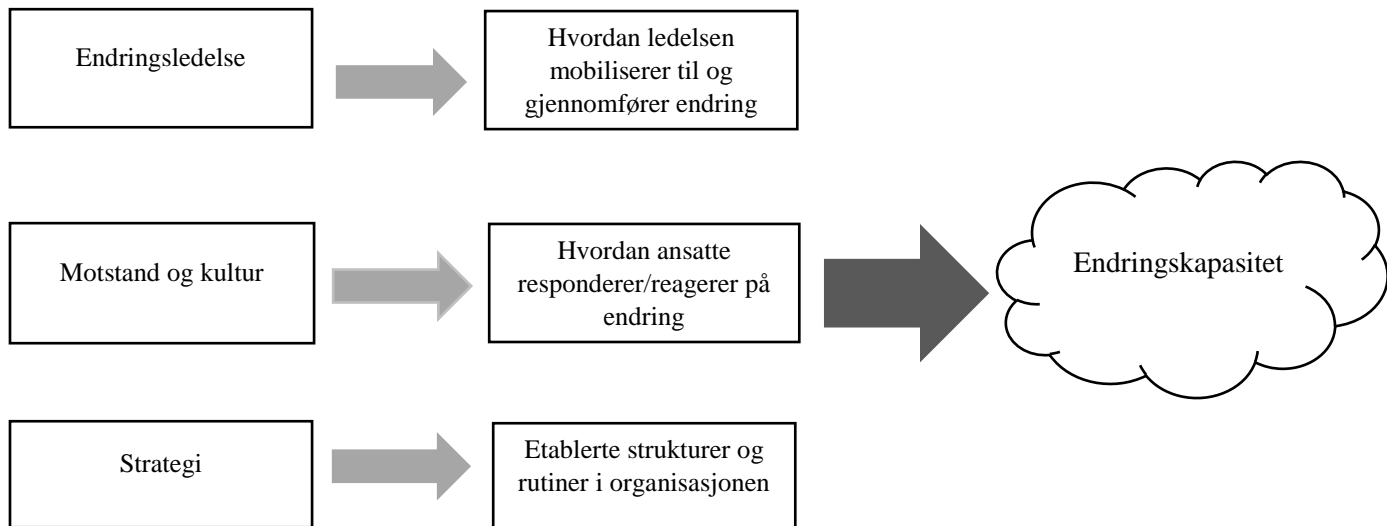 Endringsledelse
Hvordan ledelsen
mobiliserer til og
gjennomfører endring
Motstand og kultur
Hvordan ansatte
responderer/reagerer på
endring
Endringskapasitet
Strategi
Etablerte strukturer og
rutiner i organisasjonen